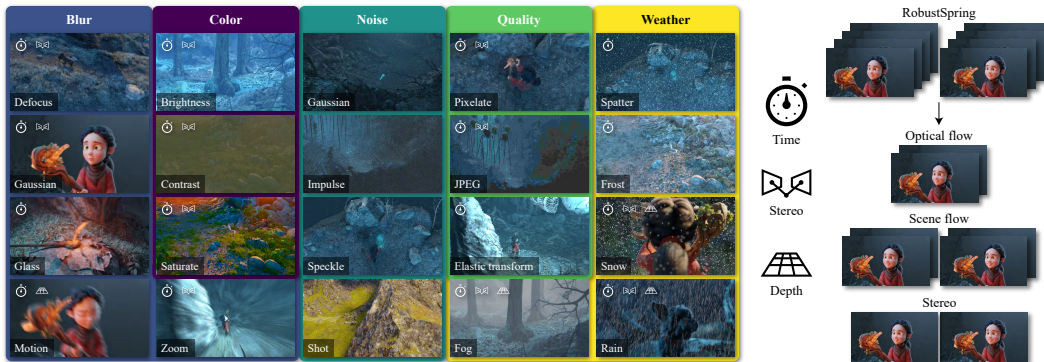 Blur
Color
Noise
Quality
Weather
Defocus
Brightness
Gaussian
Pixelate
Spatter
Gaussian
Contrast
Impulse
JPEG
Frost
Glass
Saturate
Speckle
Elastic transform
Snow
Motion
Zoom
Shot
Fog
Rain
Time
Stereo
Depth
RobustSpring
Optical flow
Scene flow
Stereo